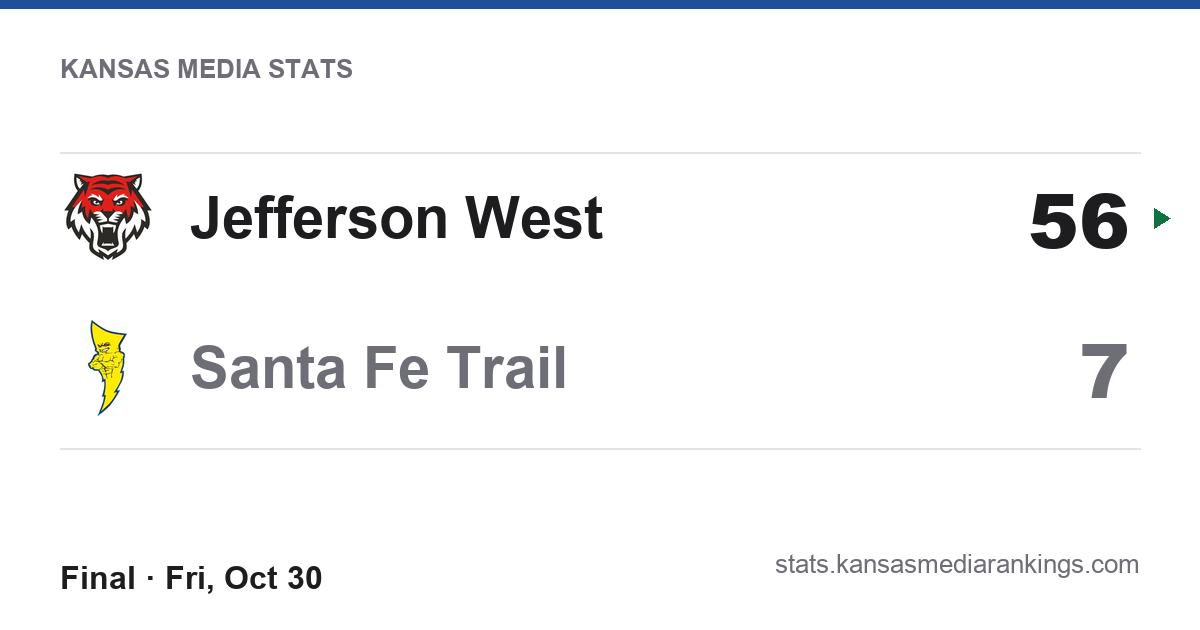 KANSAS MEDIA STATS
Jefferson West 56
Santa Fe Trail 7
Final · Fri, Oct 30
stats.kansasmediarankings.com